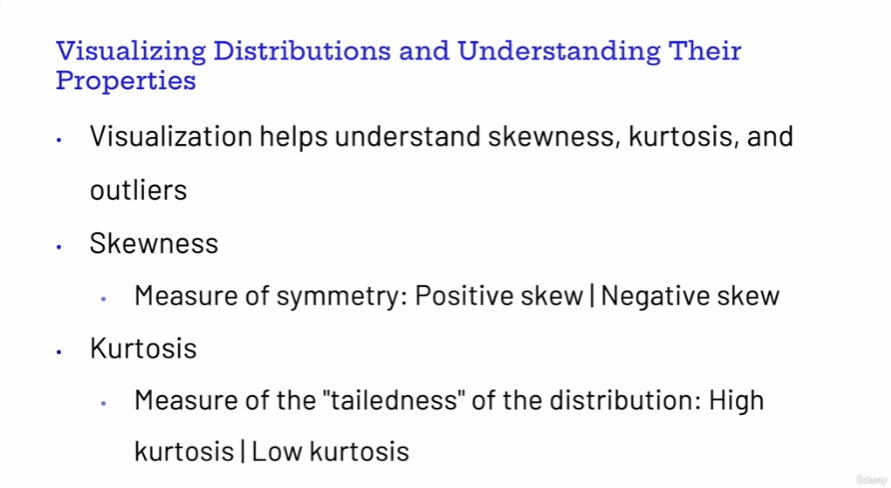 Visualizing Distributions and Understanding Their
Properties
• Visualization helps understand skewness, kurtosis, and
outliers
• Skewness
• Measure of symmetry: Positive skew | Negative skew
• Kurtosis
• Measure of the "tailedness" of the distribution: High
kurtosis | Low kurtosis
Udemy